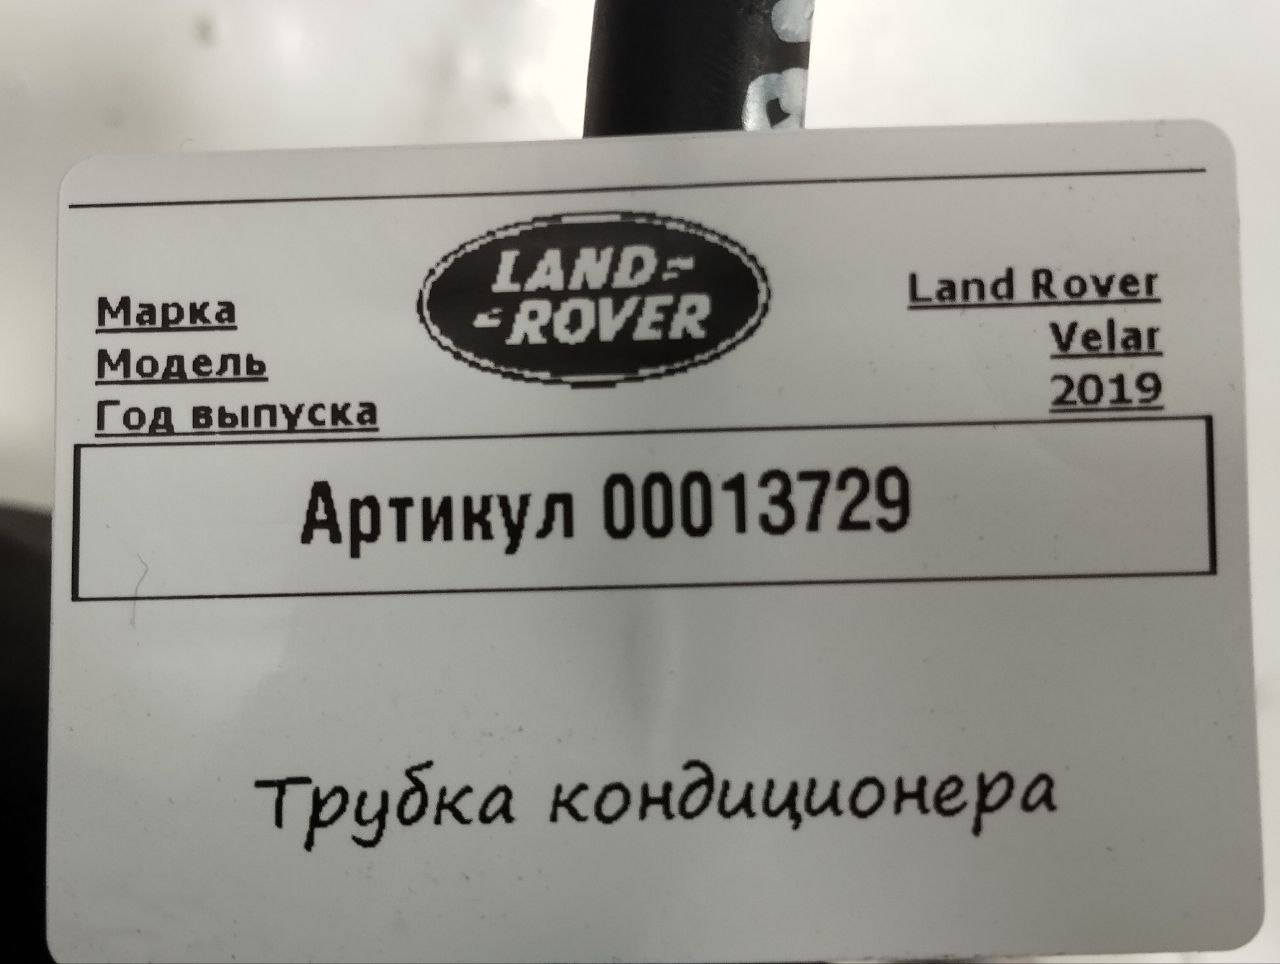 LAND-
-ROVER
Марка
Land Rover
Модель
Velar
Год выпуска
2019
Артикул 00013729
Трубка кондиционера